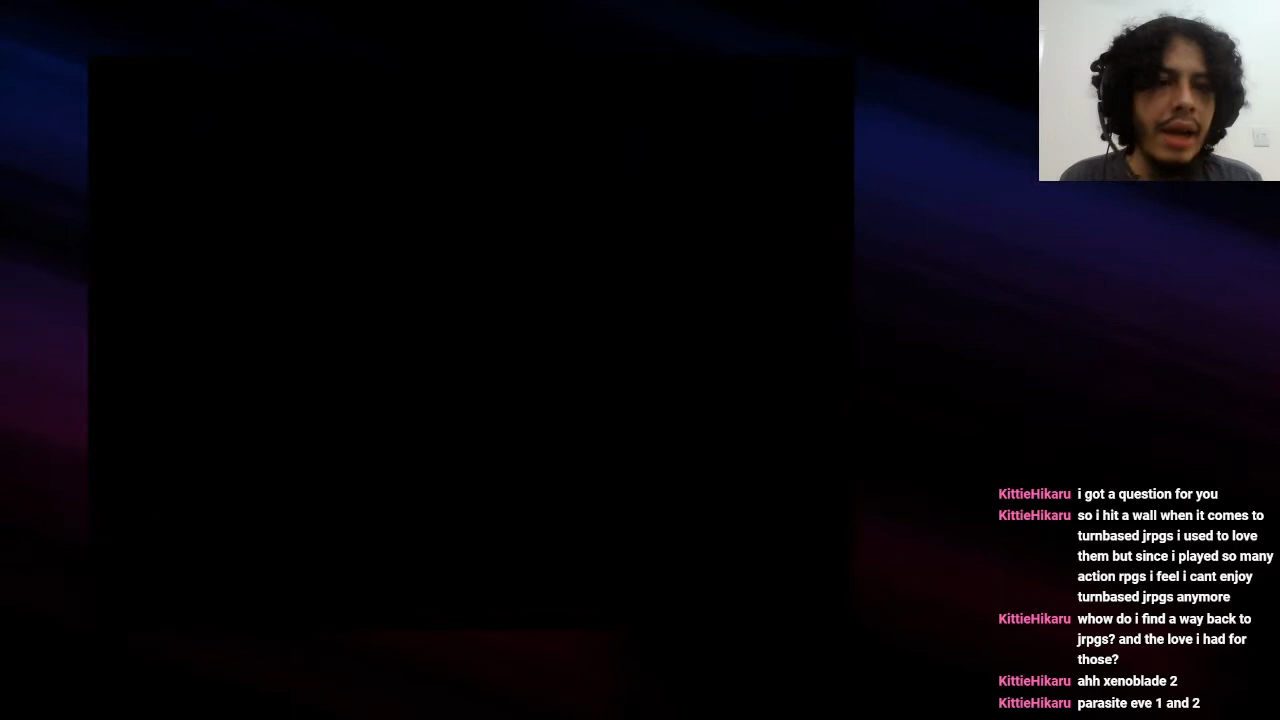 KittieHikaru i got a question for you
KittieHikaru so i hit a wall when it comes to
turnbased jrpgs i used to love
them but since i played so many
action rpgs i feel i cant enjoy
turnbased jrpgs anymore
KittieHikaru whow do i find a way back to
jrpgs? and the love i had for
those?
KittieHikaru ahh xenoblade 2
KittieHikaru parasite eve 1 and 2